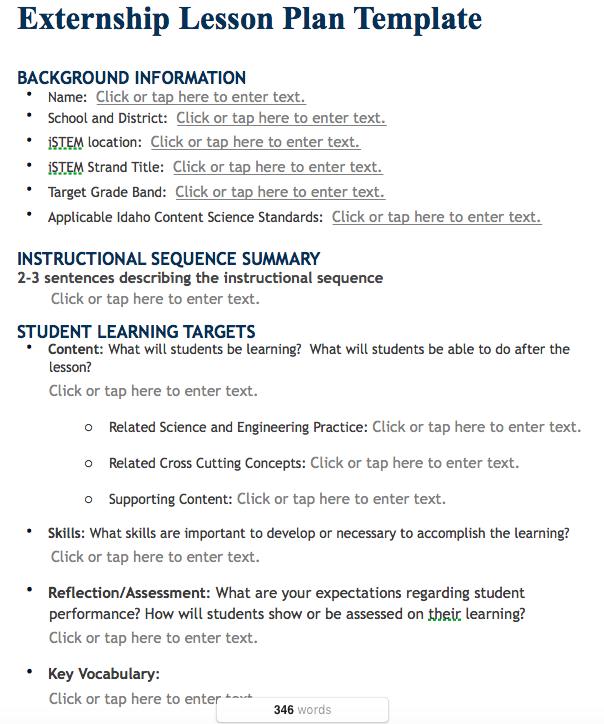 Externship Lesson Plan Template
BACKGROUND INFORMATION
• Name: Click or tap here to enter text.
• School and District: Click or tap here to enter text.
• iSTEM location: Click or tap here to enter text.
• iSTEM Strand Title: Click or tap here to enter text.
• Target Grade Band: Click or tap here to enter text.
• Applicable Idaho Content Science Standards: Click or tap here to enter text.
INSTRUCTIONAL SEQUENCE SUMMARY
2-3 sentences describing the instructional sequence
Click or tap here to enter text.
STUDENT LEARNING TARGETS
• Content: What will students be learning? What will students be able to do after the
lesson?
Click or tap here to enter text.
o Related Science and Engineering Practice: Click or tap here to enter text.
o Related Cross Cutting Concepts: Click or tap here to enter text.
o Supporting Content: Click or tap here to enter text.
• Skills: What skills are important to develop or necessary to accomplish the learning?
Click or tap here to enter text.
• Reflection/Assessment: What are your expectations regarding student
performance? How will students show or be assessed on their learning?
Click or tap here to enter text.
• Key Vocabulary:
Click or tap here to enter text.
346 words